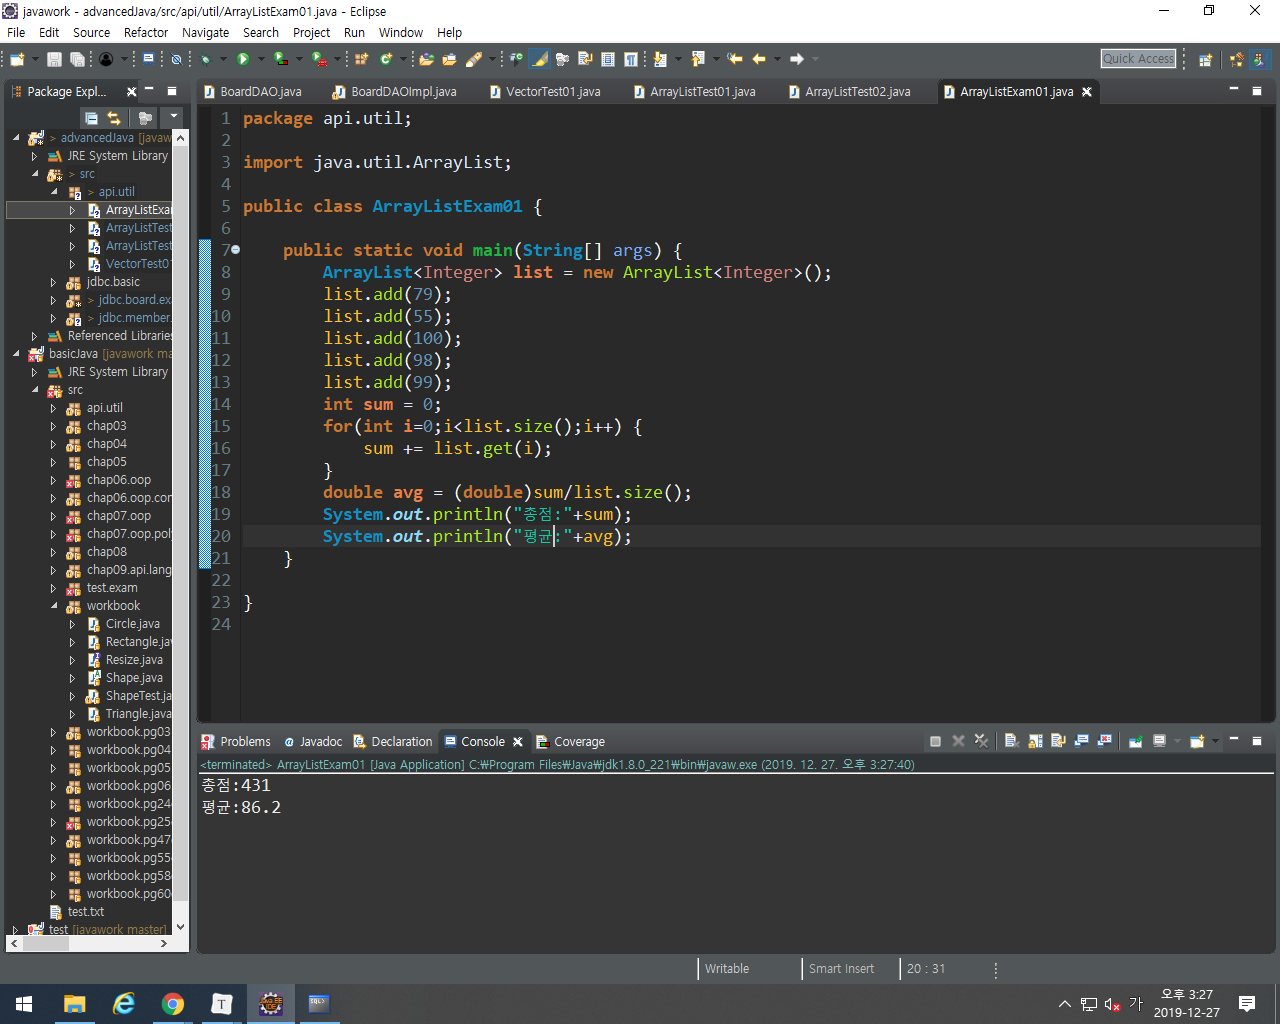 javawork - advancedJava/src/api/util/ArrayListExam01.java - Eclipse
File Edit Source Refactor Navigate Search Project Run Window Help
Quick Access
Package Expl...
BoardDAO.java BoardDAOImpl.java VectorTest01.java ArrayListTest01.java ArrayListTest02.java ArrayListExam01.java
> advancedJava [javaw
JRE System Library
> src
> api.util
ArrayListExam
ArrayListTest
ArrayListTest
VectorTest01
jdbc.basic
> jdbc.board.ex
> jdbc.member.
Referenced Libraries
basicJava [javawork ma
JRE System Library
src
api.util
chap03
chap04
chap05
chap06.oop
chap06.oop.con
chap07.oop
chap07.oop.poly
chap08
chap09.api.lang
test.exam
workbook
Circle.java
Rectangle.jav
Resize.java
Shape.java
ShapeTest.ja
Triangle.java
workbook.pg03
workbook.pg04
workbook.pg05
workbook.pg06
workbook.pg24
workbook.pg25
workbook.pg47
workbook.pg55
workbook.pg58
workbook.pg60
test.txt
test [javawork master]
1 package api.util;
2
3 import java.util.ArrayList;
4
5 public class ArrayListExam01 {
6
7 public static void main(String[] args) {
8 ArrayList<Integer> list = new ArrayList<Integer>();
9 list.add(79);
10 list.add(55);
11 list.add(100);
12 list.add(98);
13 list.add(99);
14 int sum = 0;
15 for(int i=0;i<list.size();i++) {
16 sum += list.get(i);
17 }
18 double avg = (double)sum/list.size();
19 System.out.println("총점:"+sum);
20 System.out.println("평균:"+avg);
21 }
22
23 }
24
Problems @ Javadoc Declaration Console Coverage
<terminated> ArrayListExam01 [Java Application] C:₩Program Files₩Java₩jdk1.8.0_221₩bin₩javaw.exe (2019. 12. 27. 오후 3:27:40)
총점:431
평균:86.2
Writable Smart Insert 20 : 31
T JAVA EE IDE SQL
가 오후 3:27
2019-12-27